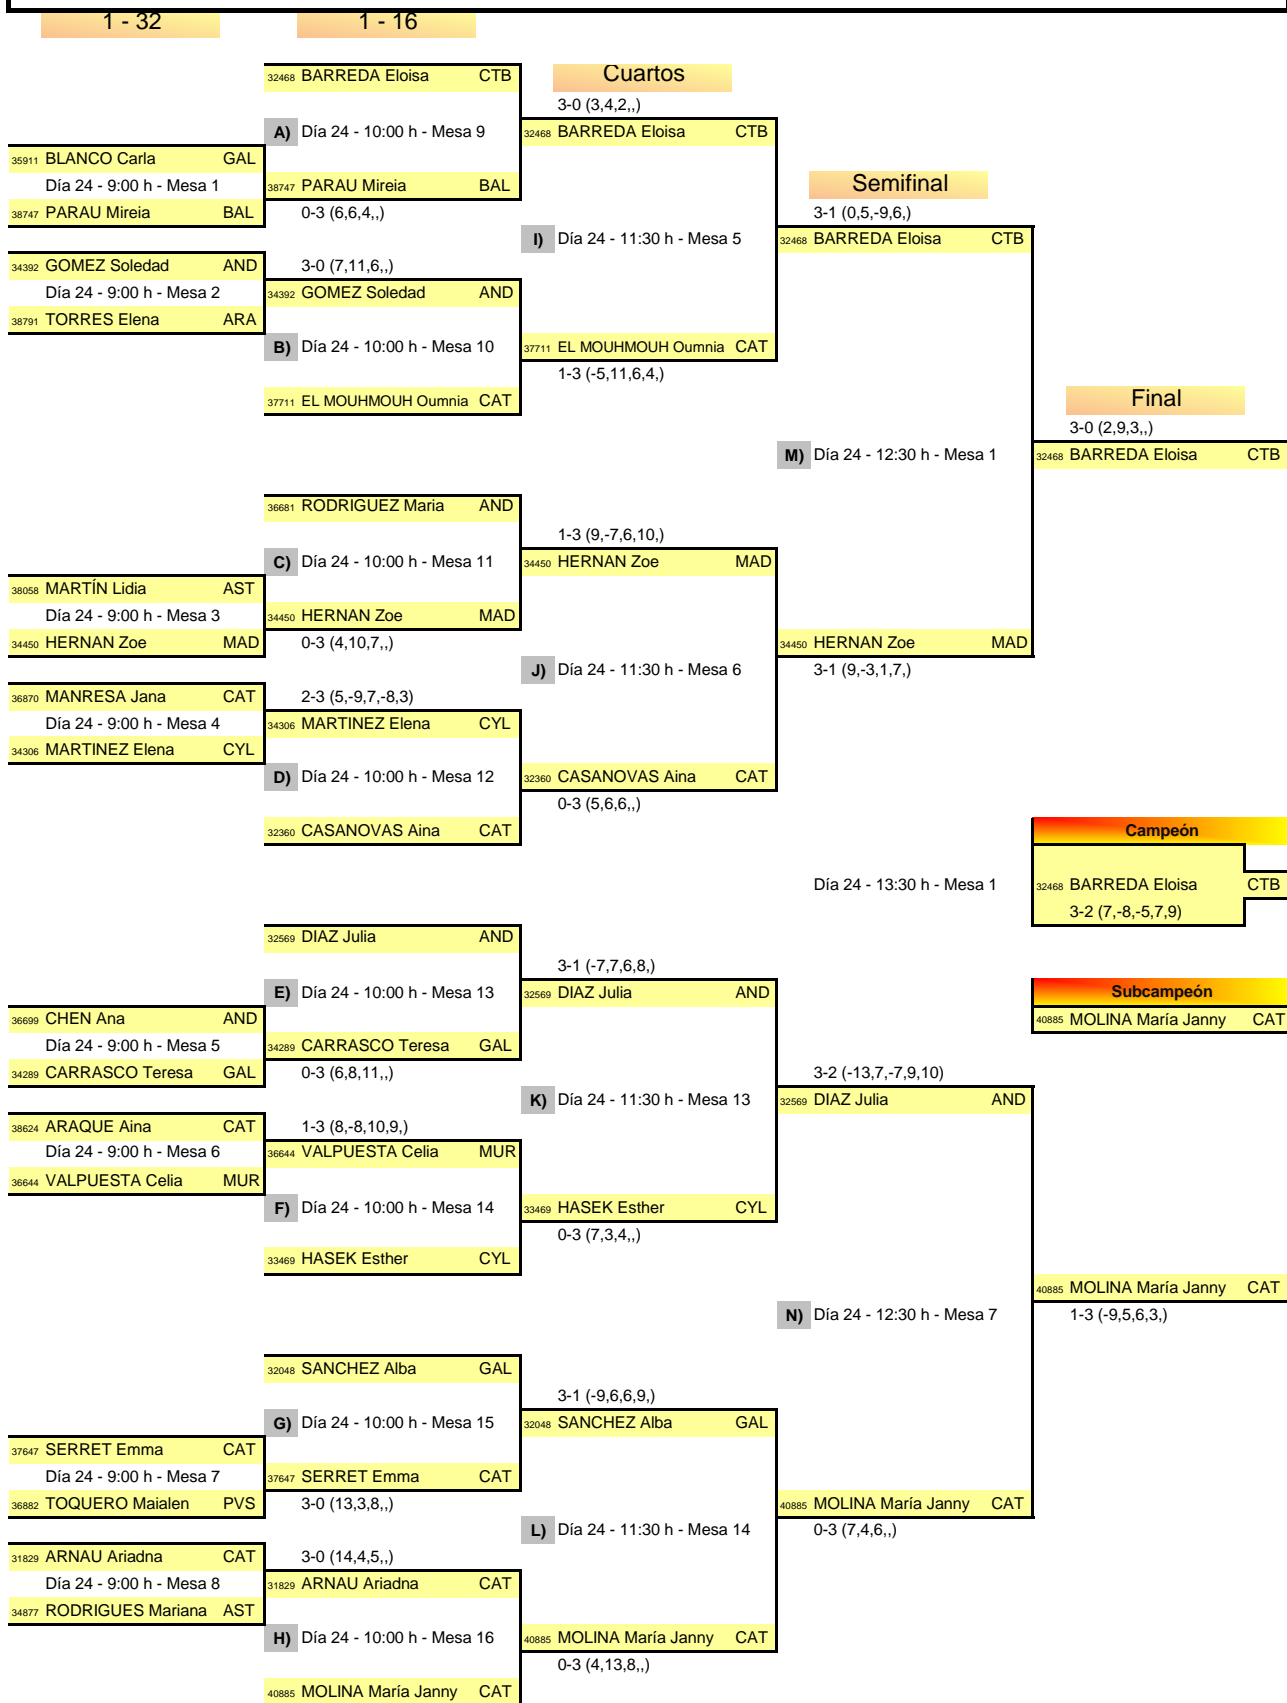 1 - 32 1 - 16
32468 BARREDA Eloisa CTB Cuartos
3-0 (3,4,2,,)
A) Día 24 - 10:00 h - Mesa 9 32468 BARREDA Eloisa CTB
35911 BLANCO Carla GAL
Día 24 - 9:00 h - Mesa 1 38747 PARAU Mireia BAL Semifinal
38747 PARAU Mireia BAL 0-3 (6,6,4,,) 3-1 (0,5,-9,6,)
I) Día 24 - 11:30 h - Mesa 5 32468 BARREDA Eloisa CTB
34392 GOMEZ Soledad AND 3-0 (7,11,6,,)
Día 24 - 9:00 h - Mesa 2 34392 GOMEZ Soledad AND
38791 TORRES Elena ARA
B) Día 24 - 10:00 h - Mesa 10 37711 EL MOUHMOUH Oumnia CAT
1-3 (-5,11,6,4,)
37711 EL MOUHMOUH Oumnia CAT Final
3-0 (2,9,3,,)
M) Día 24 - 12:30 h - Mesa 1 32468 BARREDA Eloisa CTB
36681 RODRIGUEZ Maria AND
1-3 (9,-7,6,10,)
C) Día 24 - 10:00 h - Mesa 11 34450 HERNAN Zoe MAD
38058 MARTÍN Lidia AST
Día 24 - 9:00 h - Mesa 3 34450 HERNAN Zoe MAD
34450 HERNAN Zoe MAD 0-3 (4,10,7,,) 34450 HERNAN Zoe MAD
J) Día 24 - 11:30 h - Mesa 6 3-1 (9,-3,1,7,)
36870 MANRESA Jana CAT 2-3 (5,-9,7,-8,3)
Día 24 - 9:00 h - Mesa 4 34306 MARTINEZ Elena CYL
34306 MARTINEZ Elena CYL
D) Día 24 - 10:00 h - Mesa 12 32360 CASANOVAS Aina CAT
0-3 (5,6,6,,)
32360 CASANOVAS Aina CAT Campeón
Día 24 - 13:30 h - Mesa 1 32468 BARREDA Eloisa CTB
3-2 (7,-8,-5,7,9)
32569 DIAZ Julia AND
3-1 (-7,7,6,8,)
E) Día 24 - 10:00 h - Mesa 13 32569 DIAZ Julia AND Subcampeón
36699 CHEN Ana AND 40885 MOLINA María Janny CAT
Día 24 - 9:00 h - Mesa 5 34289 CARRASCO Teresa GAL
34289 CARRASCO Teresa GAL 0-3 (6,8,11,,) 3-2 (-13,7,-7,9,10)
K) Día 24 - 11:30 h - Mesa 13 32569 DIAZ Julia AND
38624 ARAQUE Aina CAT 1-3 (8,-8,10,9,)
Día 24 - 9:00 h - Mesa 6 36644 VALPUESTA Celia MUR
36644 VALPUESTA Celia MUR
F) Día 24 - 10:00 h - Mesa 14 33469 HASEK Esther CYL
0-3 (7,3,4,,)
33469 HASEK Esther CYL
40885 MOLINA María Janny CAT
N) Día 24 - 12:30 h - Mesa 7 1-3 (-9,5,6,3,)
32048 SANCHEZ Alba GAL
3-1 (-9,6,6,9,)
G) Día 24 - 10:00 h - Mesa 15 32048 SANCHEZ Alba GAL
37647 SERRET Emma CAT
Día 24 - 9:00 h - Mesa 7 37647 SERRET Emma CAT
36882 TOQUERO Maialen PVS 3-0 (13,3,8,,) 40885 MOLINA María Janny CAT
L) Día 24 - 11:30 h - Mesa 14 0-3 (7,4,6,,)
31829 ARNAU Ariadna CAT 3-0 (14,4,5,,)
Día 24 - 9:00 h - Mesa 8 31829 ARNAU Ariadna CAT
34877 RODRIGUES Mariana AST
H) Día 24 - 10:00 h - Mesa 16 40885 MOLINA María Janny CAT
0-3 (4,13,8,,)
40885 MOLINA María Janny CAT